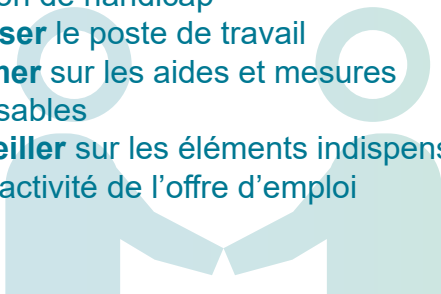 on de handicap
ser le poste de travail
ner sur les aides et mesures
sables
eiller sur les éléments indispens
activité de l'offre d'emploi